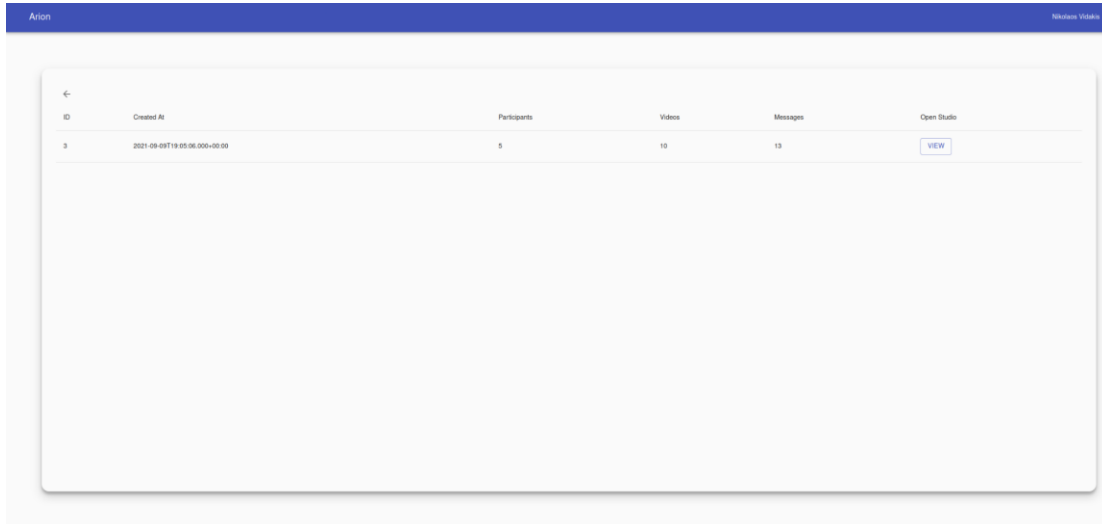 Arion Nikolaos Vidakis
ID Created At Participants Videos Messages Open Studio
3 2021-09-09T19:05:06.000+00:00 5 10 13 VIEW